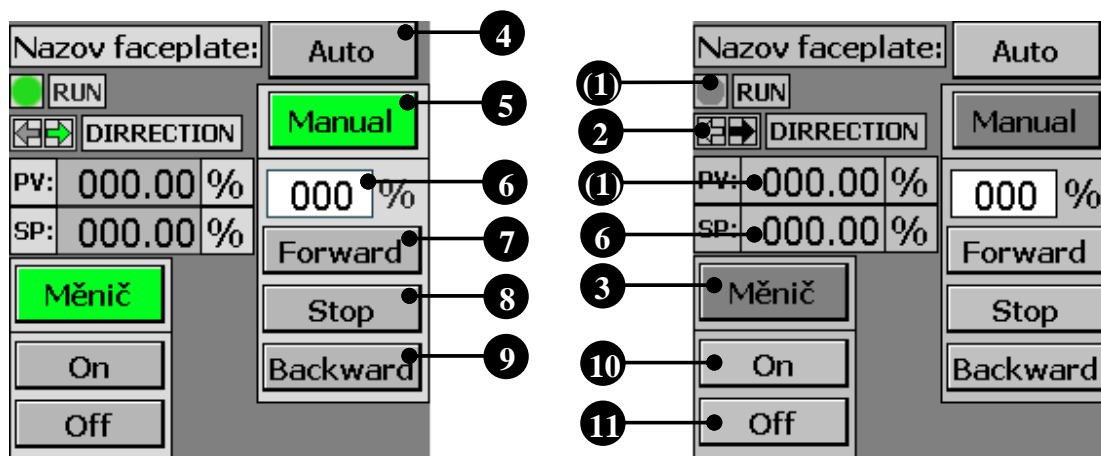 Nazov faceplate:
Auto
4
RUN
Manual
5
DIRRECTION
PV: 000.00 %
000 %
6
SP: 000.00 %
Forward
7
Měnič
Stop
8
On
Backward
9
Off
Nazov faceplate:
Auto
(1)
RUN
Manual
2
DIRRECTION
(1)
PV: 000.00 %
000 %
6
SP: 000.00 %
Forward
3
Měnič
Stop
10
On
Backward
11
Off